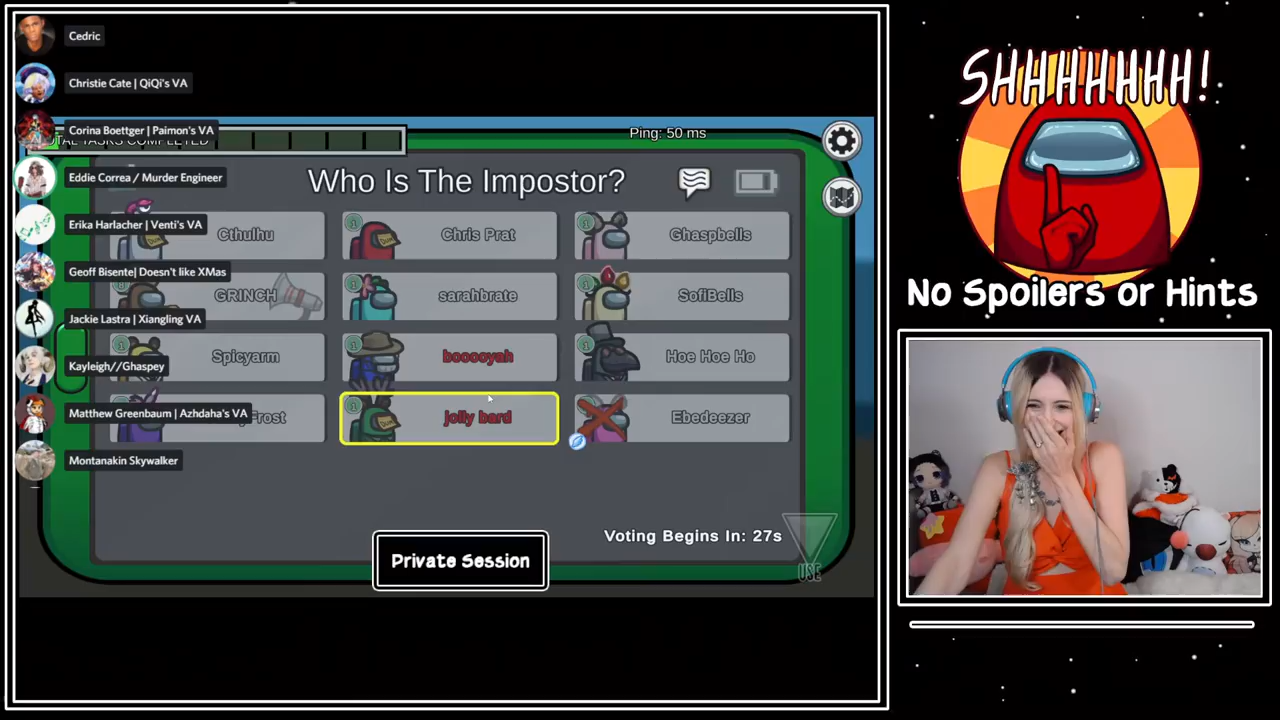 Cedric
Christie Cate | QiQi's VA
Corina Boettger | Paimon's VA
TASKS COMPLETED
Ping: 50 ms
Eddie Correa / Murder Engineer
Who Is The Impostor?
Erika Harlacher | Venti's VA
Cthulhu
Chris Prat
Ghaspbells
Geoff Bisente| Doesn't like XMas
GRINCH
sarahbrate
SofiBells
Jackie Lastra | Xiangling VA
Kayleigh//Ghaspey
Spicyarm
booooyah
Hoe Hoe Ho
Matthew Greenbaum | Azhdaha's VA
Frost
jolly bard
Ebedeezer
Montanakin Skywalker
Voting Begins In: 27s
USE
Private Session
SHHHHHHH!
No Spoilers or Hints